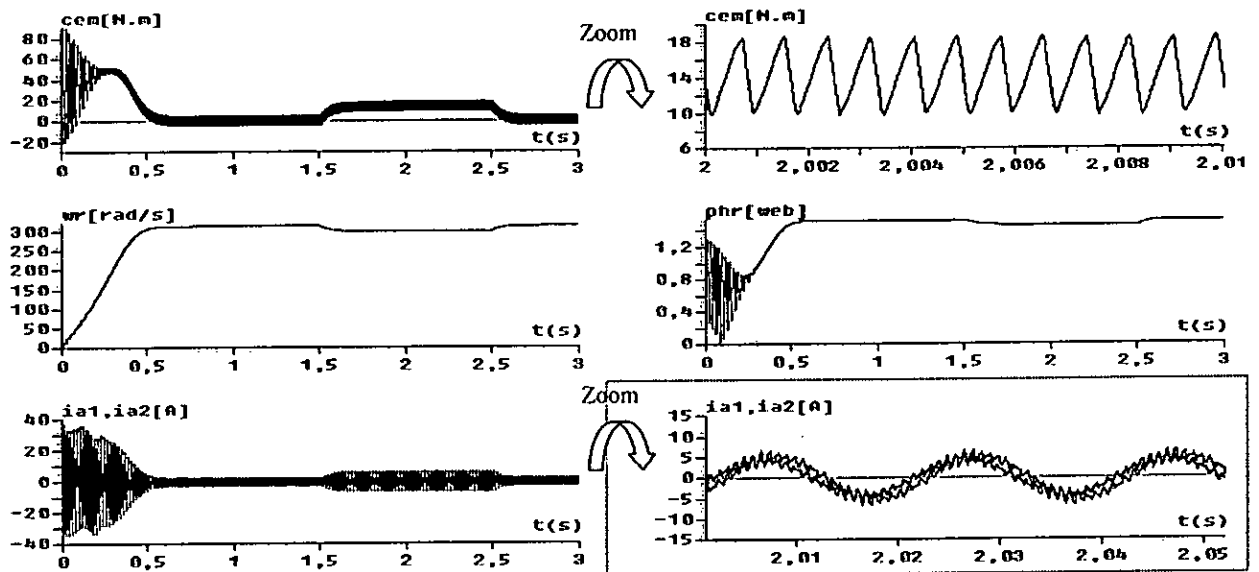 cem[N.m]
80
60
40
20
0
-20
0 0,5 1 1,5 2 2,5 3
t(s)
Zoom
cem[N.m]
18
14
10
6
2 2,002 2,004 2,006 2,008 2,01
t(s)
wr[rad/s]
300
250
200
150
100
50
0
0 0,5 1 1,5 2 2,5 3
t(s)
phr[web]
1,2
0,8
0,4
0
0 0,5 1 1,5 2 2,5 3
t(s)
ia1,ia2[A]
40
20
0
-20
-40
0 0,5 1 1,5 2 2,5 3
t(s)
Zoom
ia1,ia2[A]
15
10
5
0
-5
-10
-15
2,01 2,02 2,03 2,04 2,05
t(s)